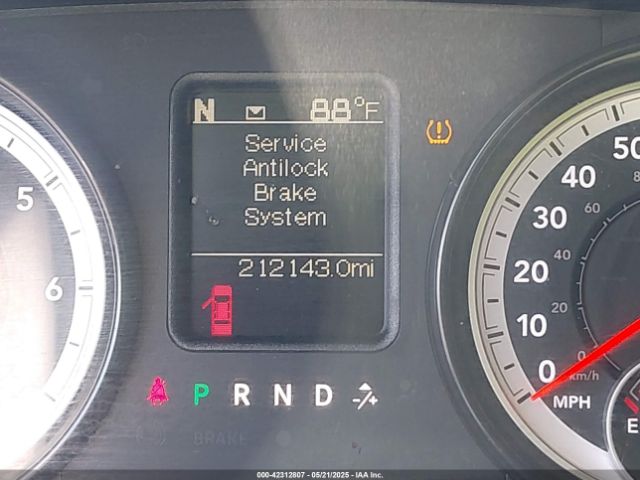 N 88°F
Service
Antilock
Brake
System
212143.0mi
P R N D -/+
BRAKE
5
6
50
40
30
20
10
0
MPH
8
60
40
20
0
km/h
E
000-42312807 - 05/21/2025 - IAA Inc.